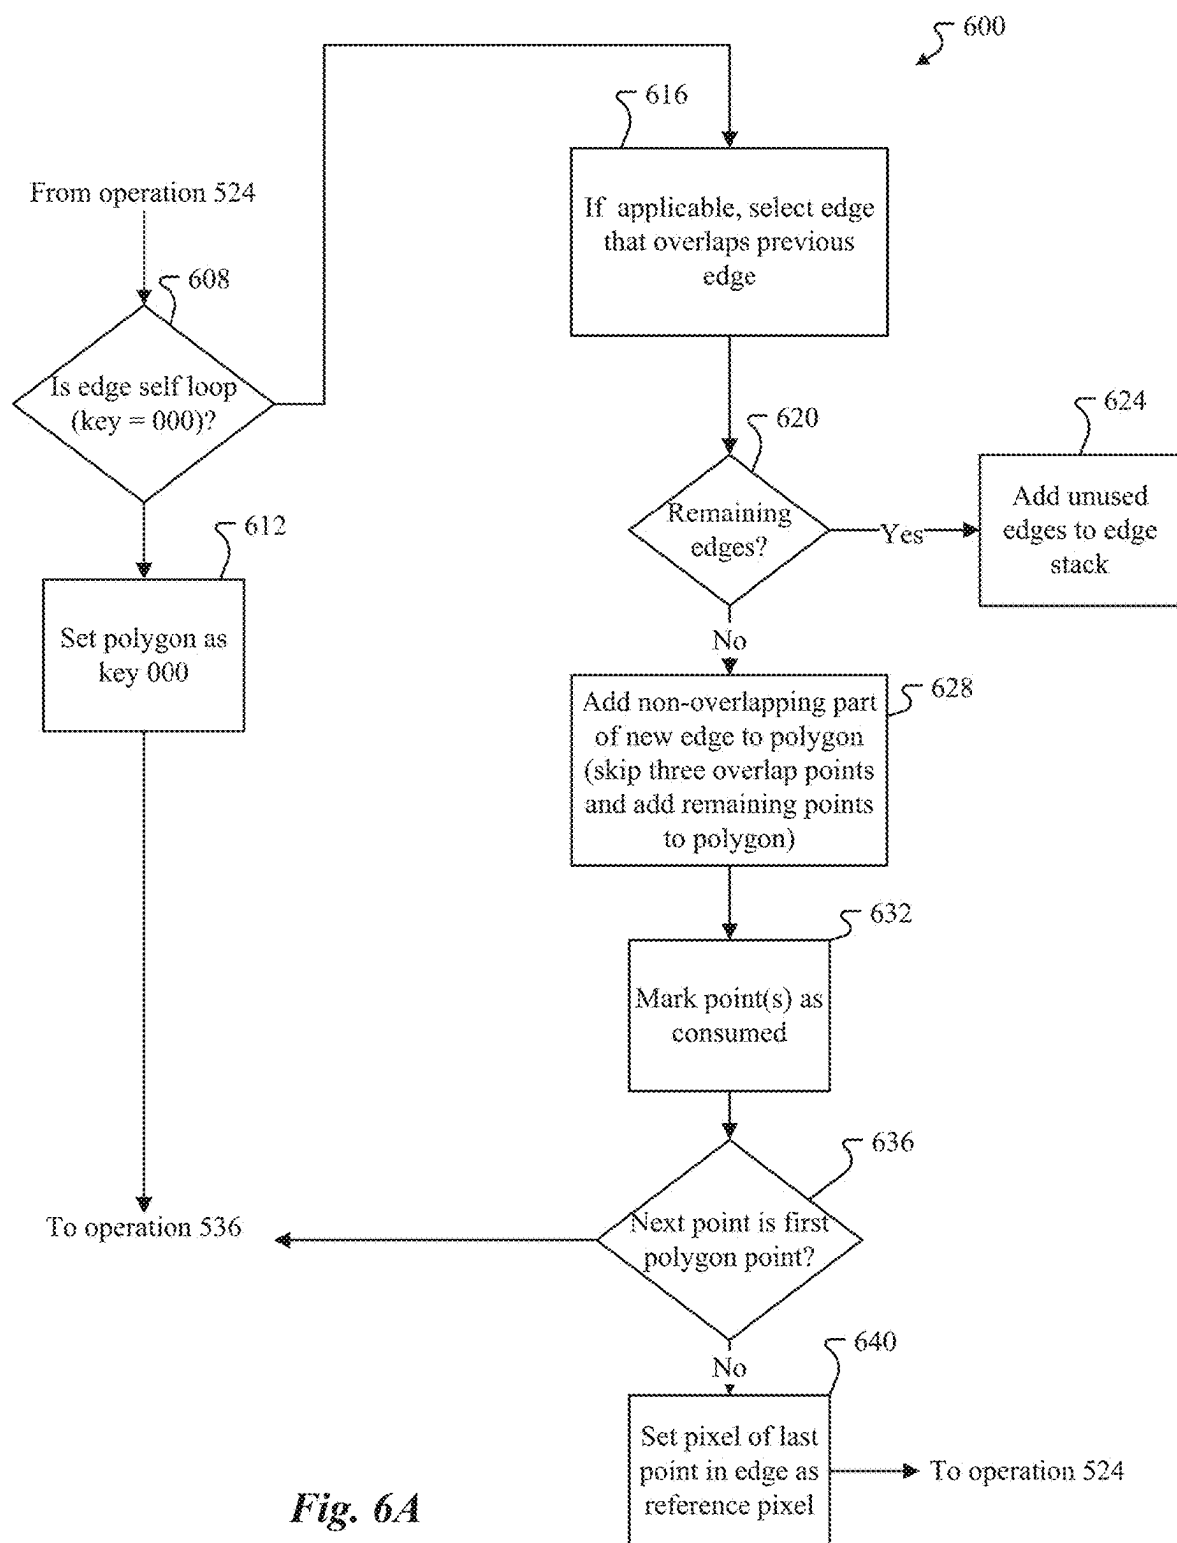 600
616
If applicable, select edge
that overlaps previous
edge
From operation 524
608
Is edge self loop
(key = 000)?
620
Remaining
edges?
Yes
624
Add unused
edges to edge
stack
612
Set polygon as
key 000
No
628
Add non-overlapping part
of new edge to polygon
(skip three overlap points
and add remaining points
to polygon)
632
Mark point(s) as
consumed
636
Next point is first
polygon point?
To operation 536
No
640
Set pixel of last
point in edge as
reference pixel
To operation 524
Fig. 6A